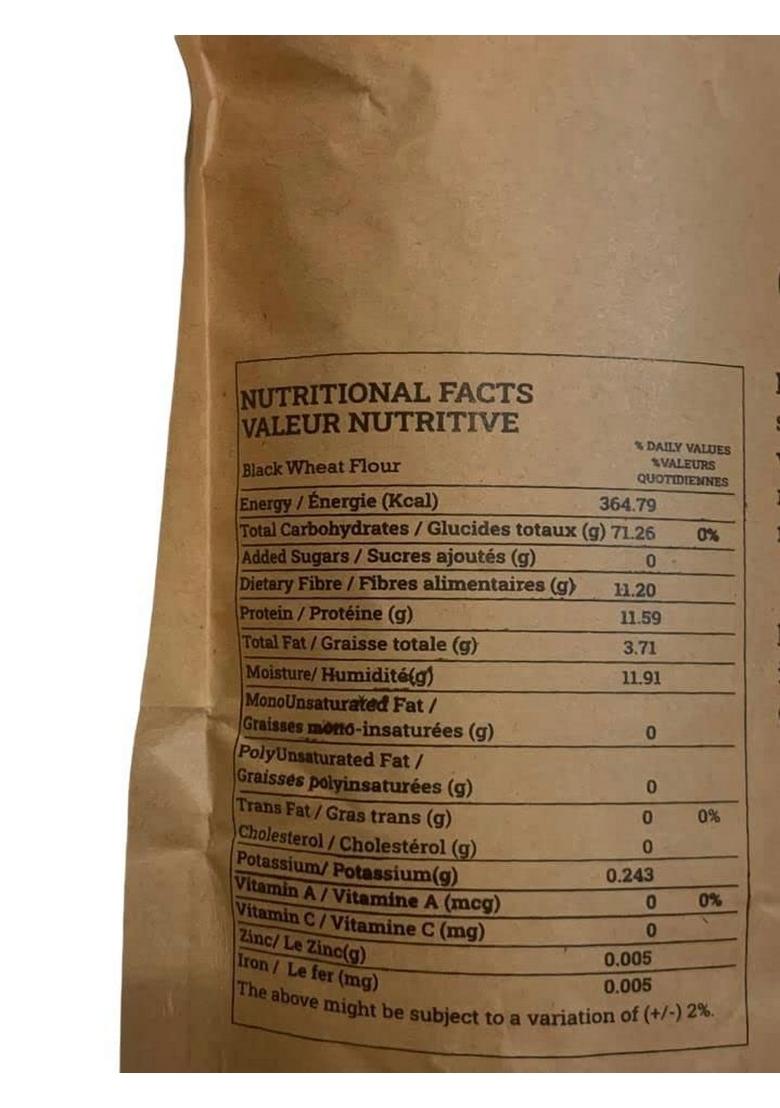 NUTRITIONAL FACTS
VALEUR NUTRITIVE
% DAILY VALUES
%VALEURS
QUOTIDIENNES
Black Wheat Flour
Energy / Énergie (Kcal) 364.79
Total Carbohydrates / Glucides totaux (g) 71.26 0%
Added Sugars / Sucres ajoutés (g) 0
Dietary Fibre / Fibres alimentaires (g) 11.20
Protein / Protéine (g) 11.59
Total Fat / Graisse totale (g) 3.71
Moisture/ Humidité(g) 11.91
MonoUnsaturated Fat /
Graisses mono-insaturées (g) 0
PolyUnsaturated Fat /
Graisses polyinsaturées (g) 0
Trans Fat / Gras trans (g) 0 0%
Cholesterol / Cholestérol (g) 0
Potassium/ Potassium(g) 0.243
Vitamin A / Vitamine A (mcg) 0 0%
Vitamin C / Vitamine C (mg) 0
Zinc/ Le Zinc(g) 0.005
Iron / Le fer (mg) 0.005
The above might be subject to a variation of (+/-) 2%.